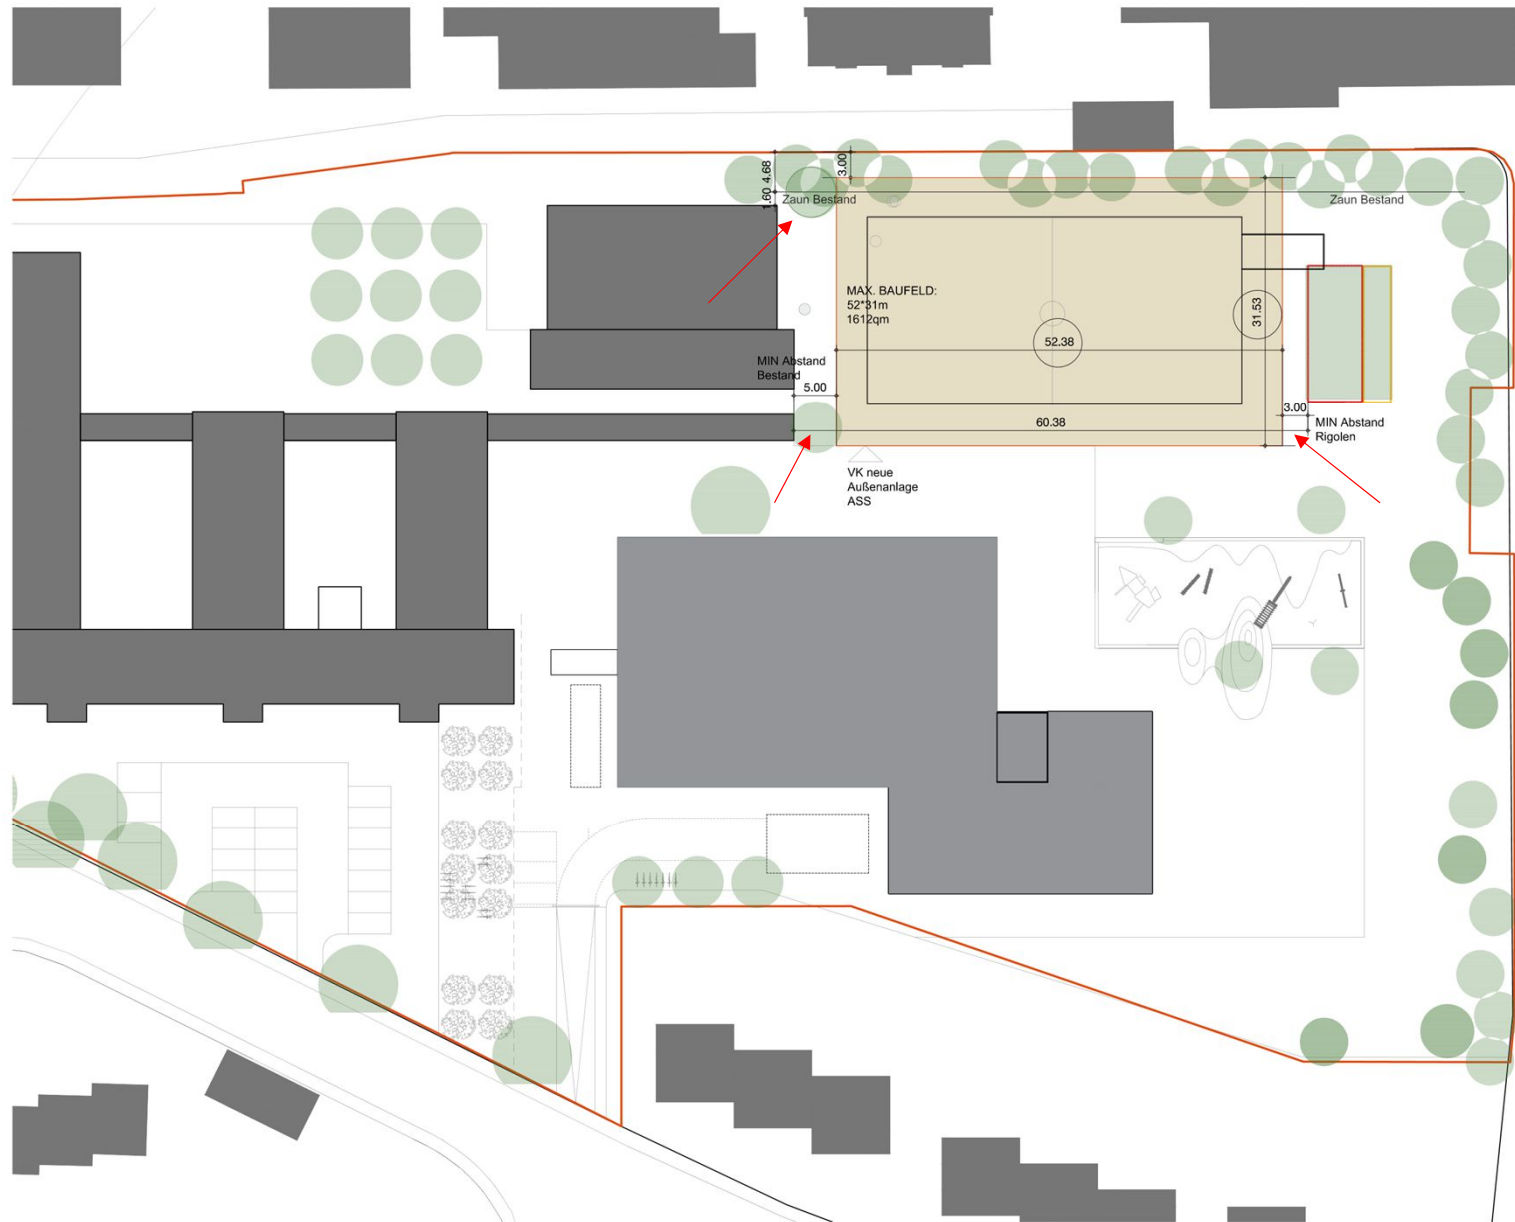 4.68
1.60
3.00
Zaun Bestand
Zaun Bestand
MAX. BAUFELD:
52*31m
1612qm
31.53
52.38
MIN Abstand
Bestand
5.00
3.00
60.38
MIN Abstand
Rigolen
VK neue
Außenanlage
ASS